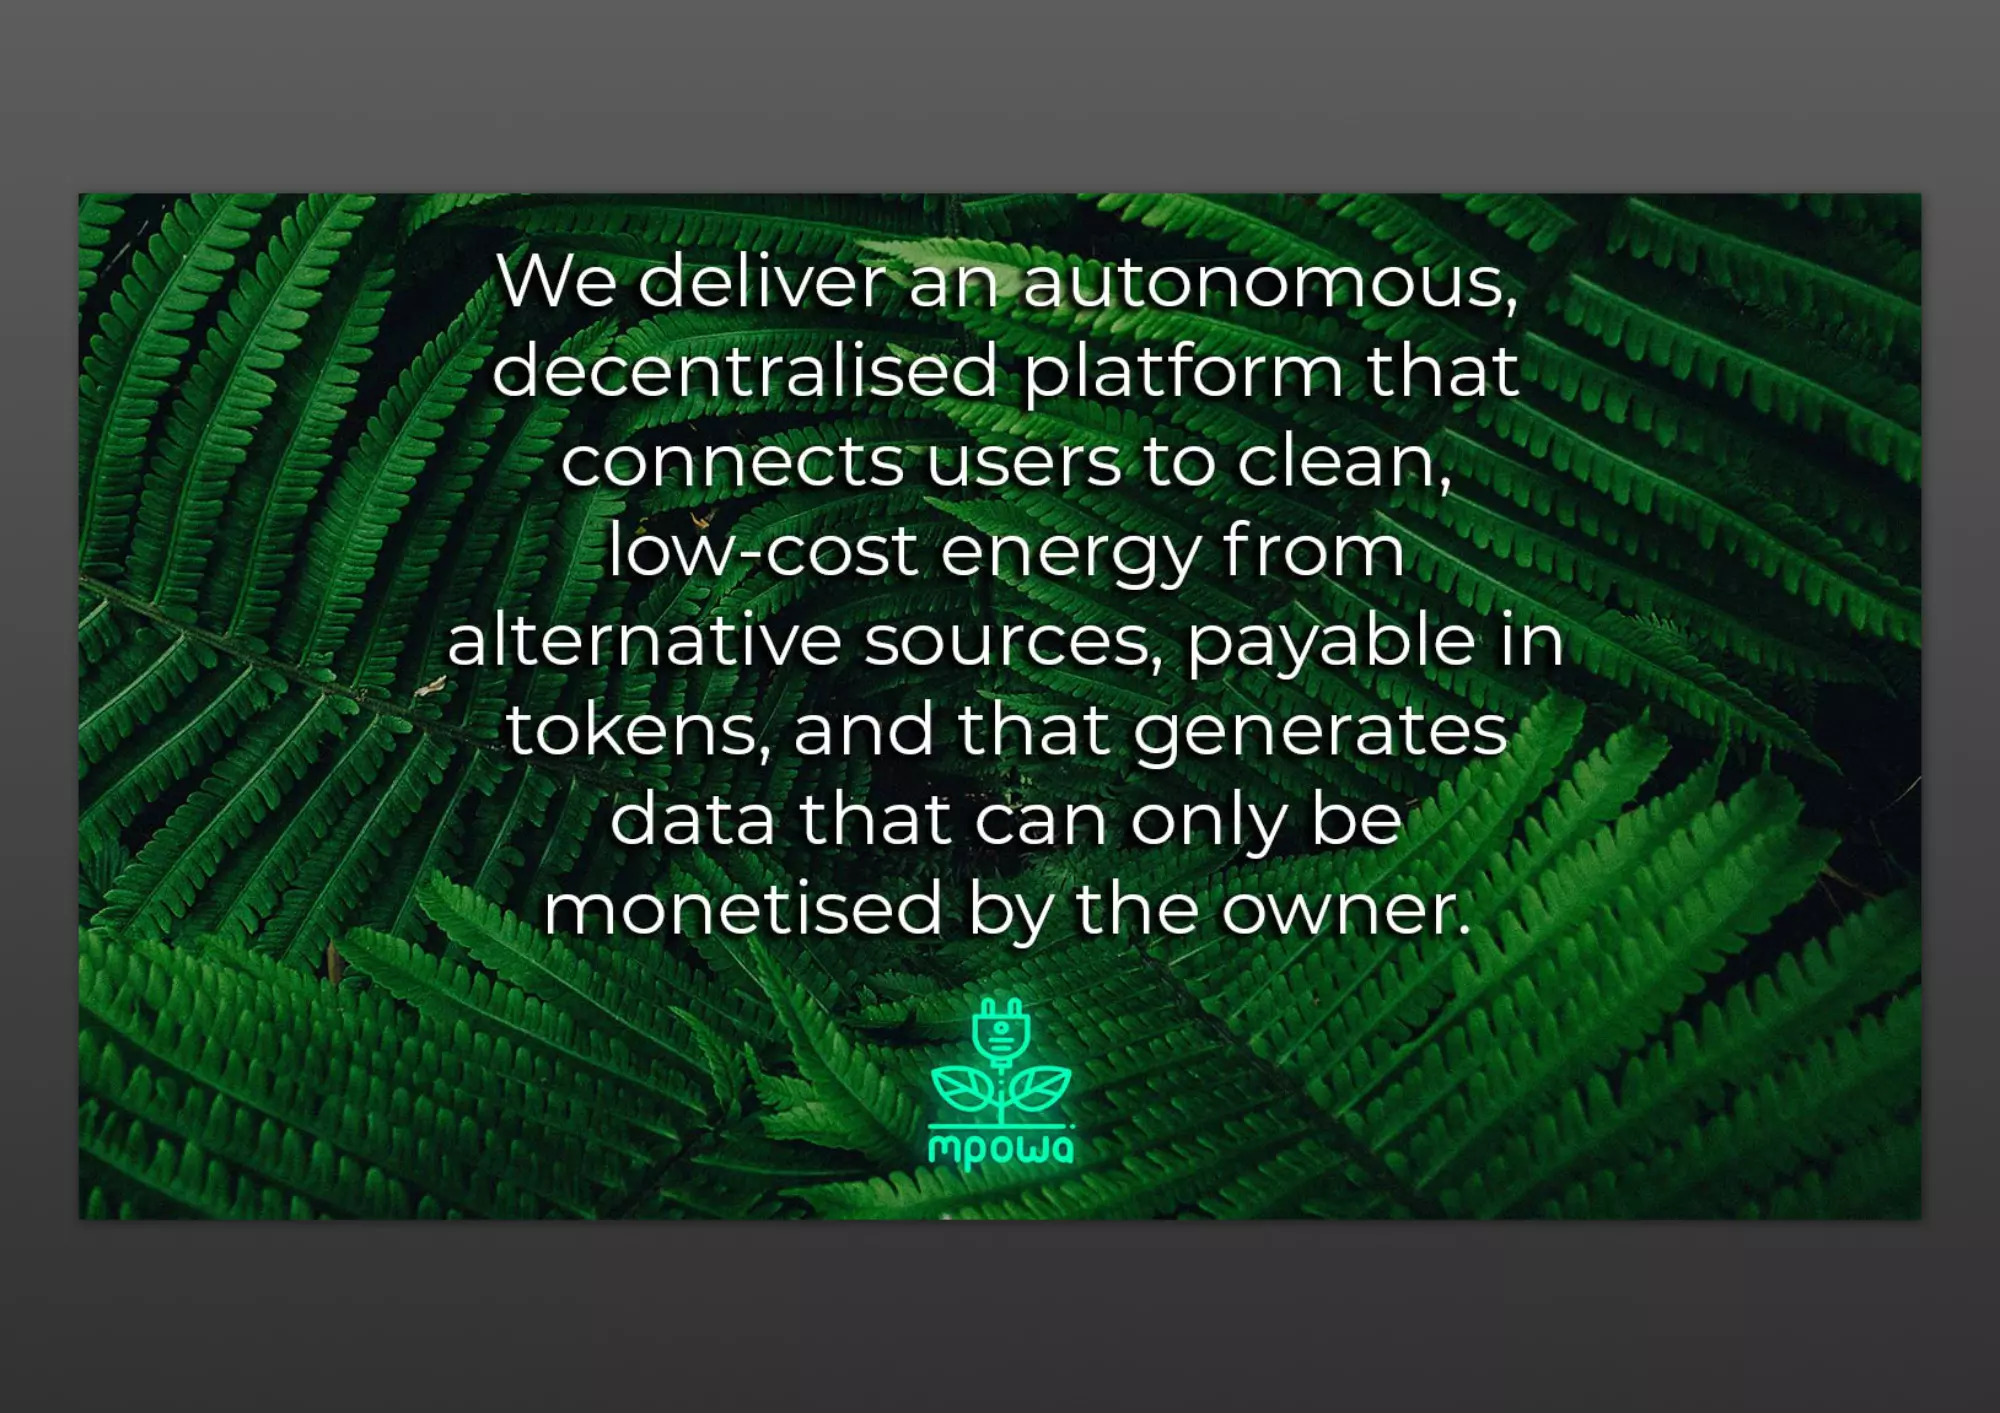 We deliver an autonomous,
decentralised platform that
connects users to clean,
low-cost energy from
alternative sources, payable in
tokens, and that generates
data that can only be
monetised by the owner.
mpowa